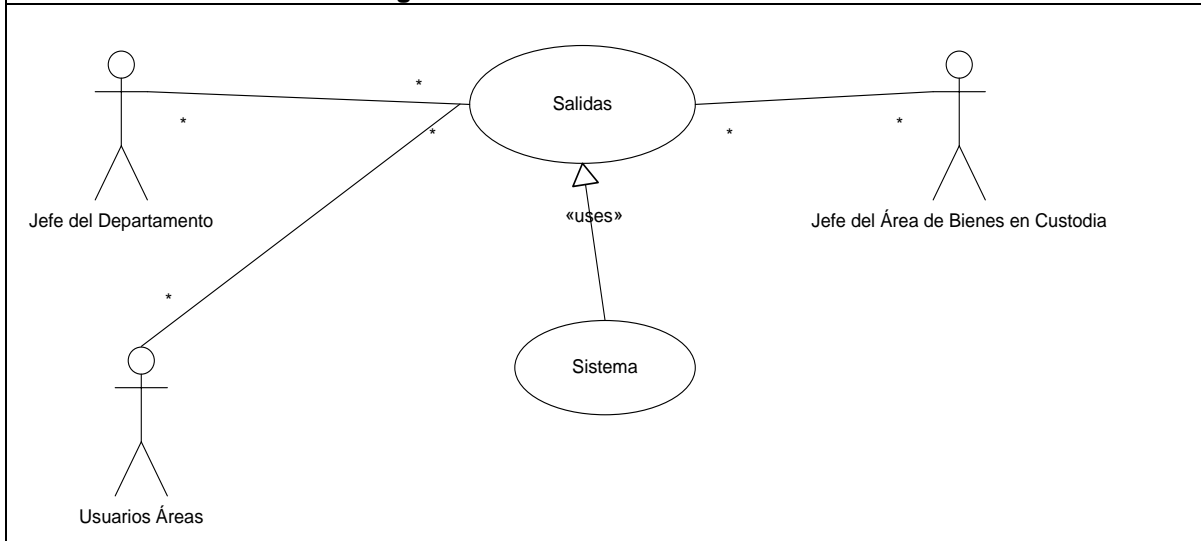 *
*
Salidas
*
*
*
Jefe del Departamento
«uses»
Jefe del Área de Bienes en Custodia
*
Sistema
Usuarios Áreas